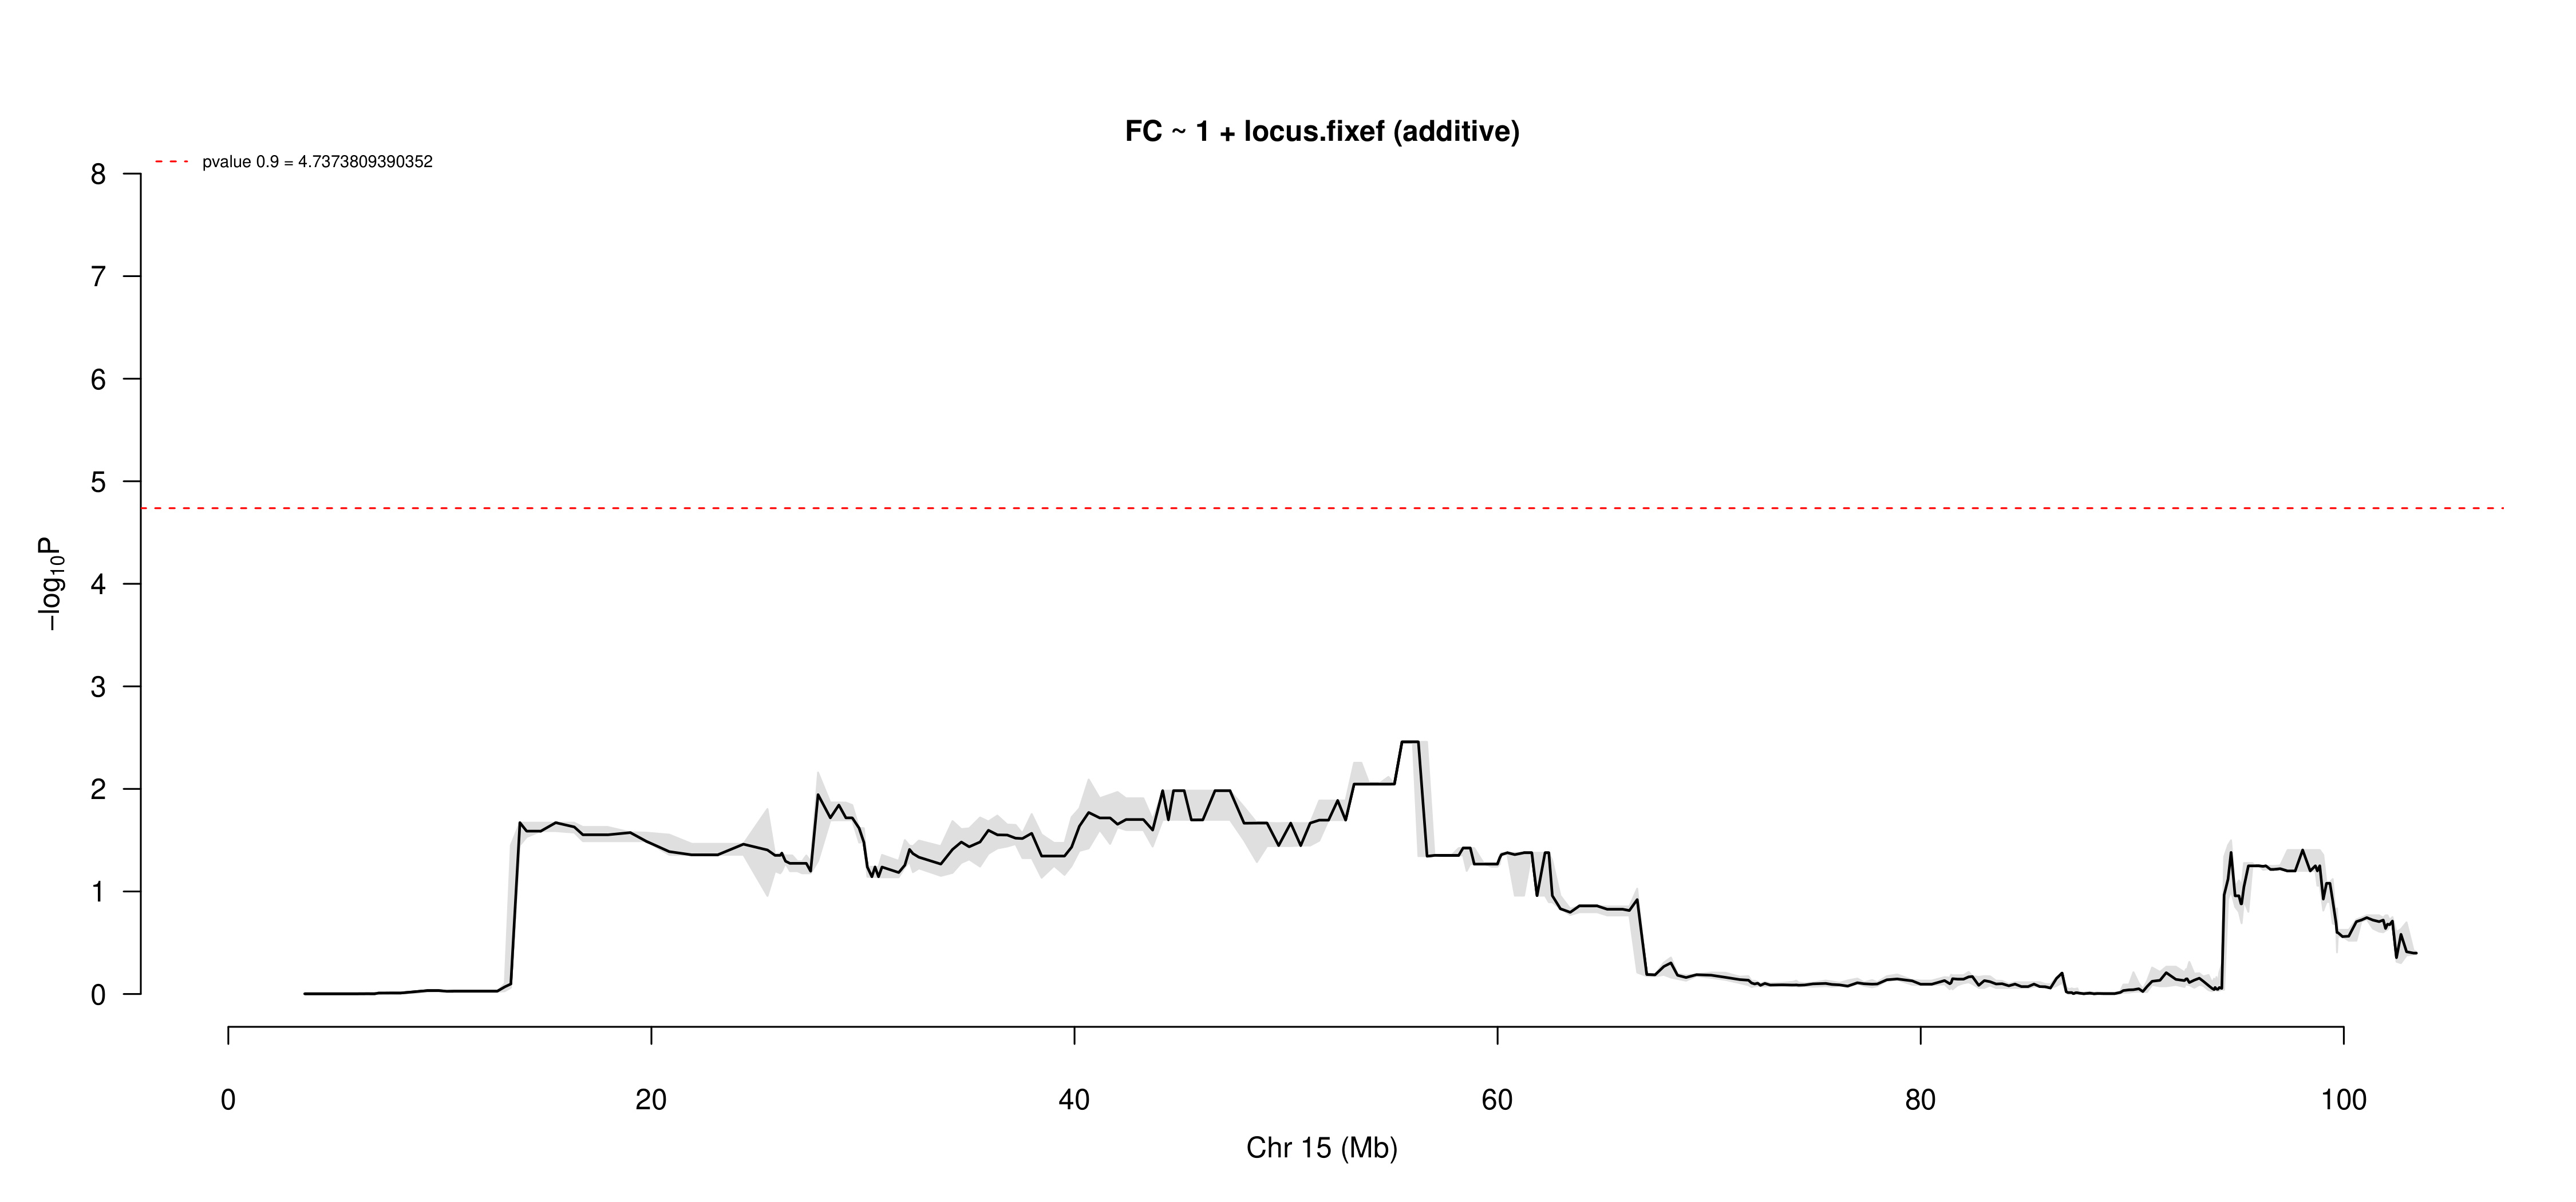 FC ~ 1 + locus.fixef (additive)
pvalue 0.9 = 4.7373809390352
8
7
6
5
4
3
2
1
0
−log10P
0 20 40 60 80 100
Chr 15 (Mb)